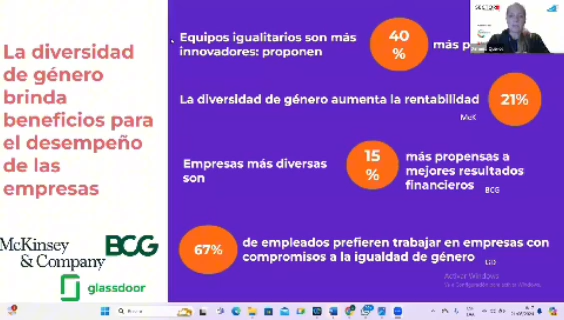 La diversidad
de género
brinda
beneficios para
el desempeño
de las
empresas
McKinsey
& Company
BCG
glassdoor
Equipos igualitarios son más
innovadores: proponen
40
%
más
La diversidad de género aumenta la rentabilidad
21%
McK
Empresas más diversas
son
15
%
más propensas a
mejores resultados
financieros
BCG
67%
de empleados prefieren trabajar en empresas con
compromisos a la igualdad de género
GD
Activar Windows
Buscar